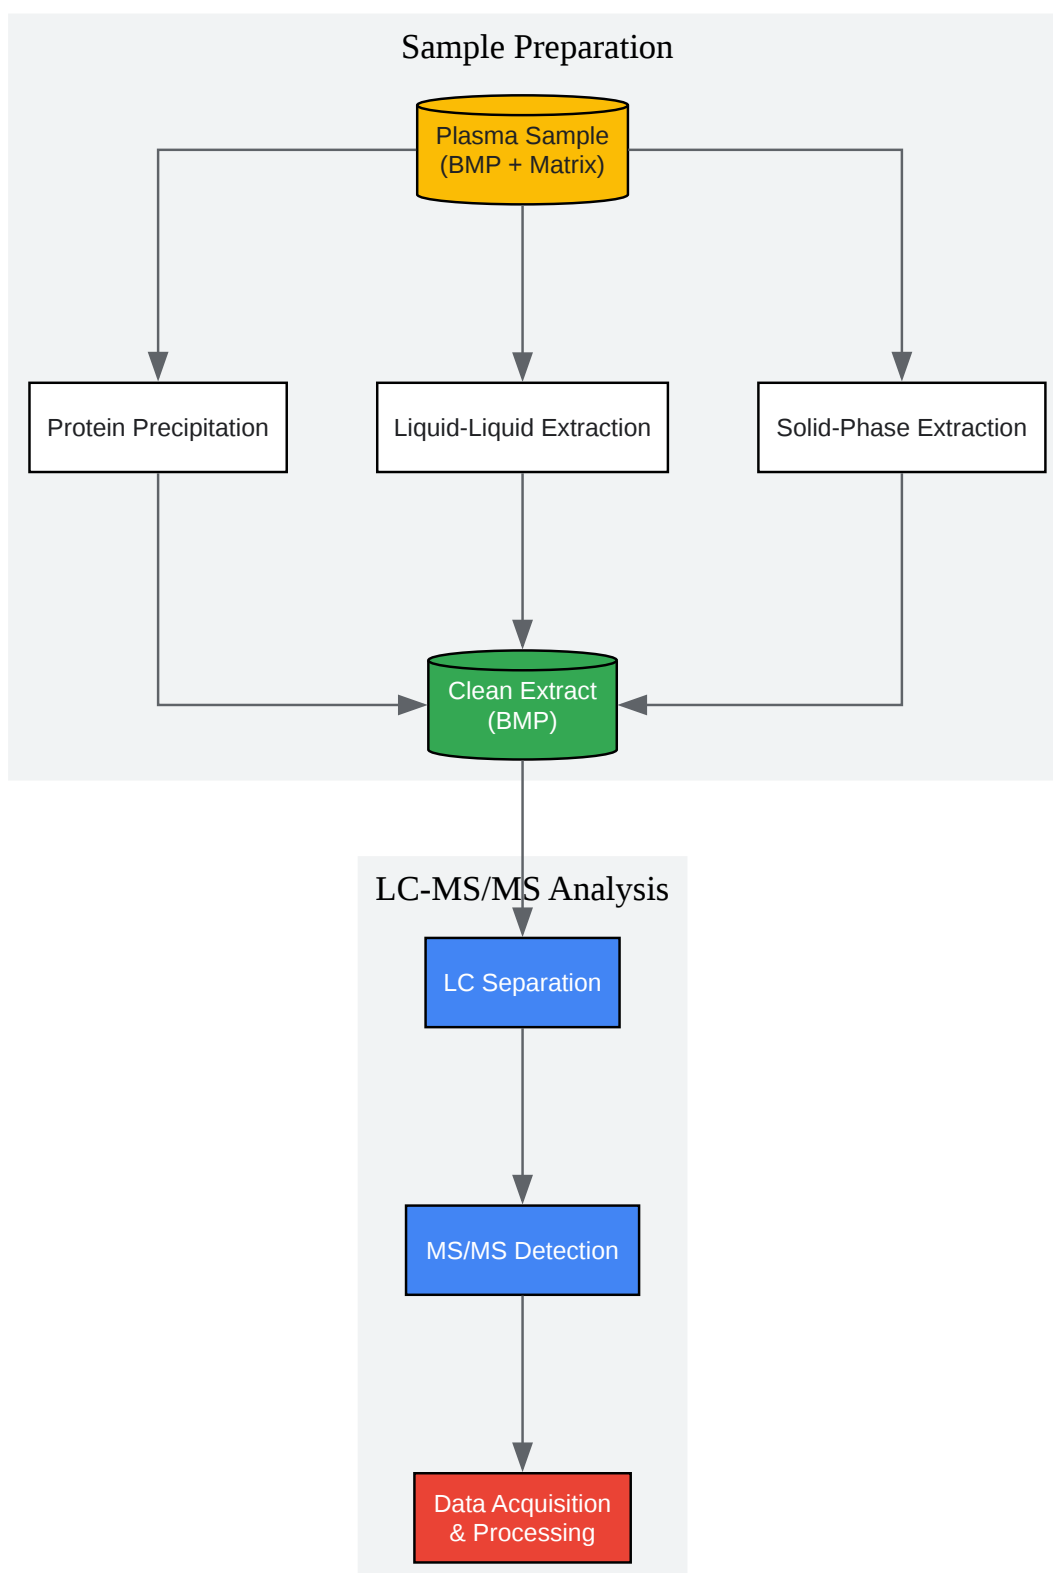 Sample Preparation
Plasma Sample
(BMP + Matrix)
Protein Precipitation
Liquid-Liquid Extraction
Solid-Phase Extraction
Clean Extract
(BMP)
LC-MS/MS Analysis
LC Separation
MS/MS Detection
Data Acquisition
& Processing